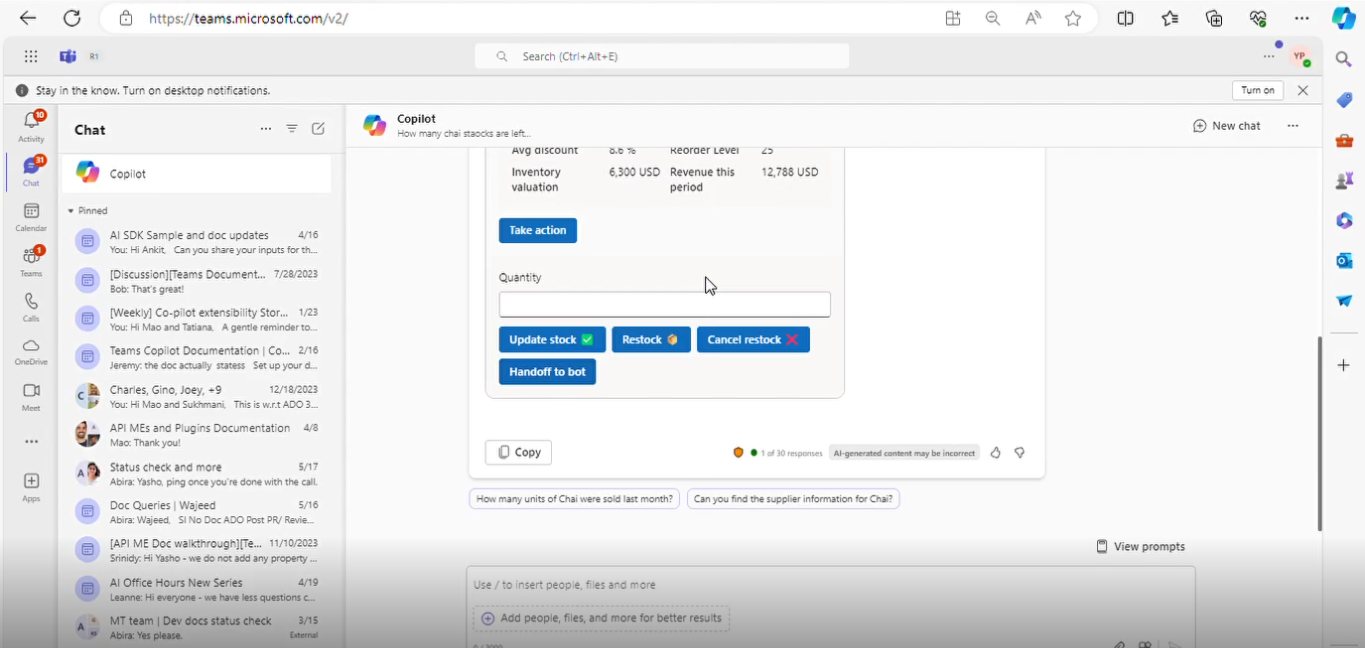 https://teams.microsoft.com/v2/
R1
Search (Ctrl+Alt+E)
YP
Stay in the know. Turn on desktop notifications.
Turn on
10
Activity
31
Chat
Calendar
1
Teams
Calls
OneDrive
Meet
Apps
Chat
Copilot
Pinned
AI SDK Sample and doc updates 4/16
You: Hi Ankit, Can you share your inputs for th...
[Discussion][Teams Document... 7/28/2023
Bob: That's great!
[Weekly] Co-pilot extensibility Stor... 1/23
You: Hi Mao and Tatiana, A gentle reminder to...
Teams Copilot Documentation | Co... 2/16
Jeremy: the doc actually statess Set up your d...
C
Charles, Gino, Joey, +9 12/18/2023
You: Hi Mao and Sukhmani, This is w.r.t ADO 3...
API MEs and Plugins Documentation 4/8
Mao: Thank you!
A
Status check and more 5/17
Abira: Yasho, ping once you're done with the call.
Doc Queries | Wajeed 5/16
Abira: Wajeed, SI No Doc ADO Post PR/ Revie...
[API ME Doc walkthrough][Te... 11/10/2023
Srinidy: Hi Yasho - we do not add any property ...
AI Office Hours New Series 4/19
Leanne: Hi everyone - we have less questions c...
A
MT team | Dev docs status check 3/15
Abira: Yes please. External
Copilot
How many chai staocks are left...
New chat
Avg discount 8.6 % Reorder Level 25
Inventory valuation 6,300 USD Revenue this period 12,788 USD
Take action
Quantity
Update stock ✅ Restock 📦 Cancel restock ❌
Handoff to bot
Copy
1 of 30 responses AI-generated content may be incorrect
How many units of Chai were sold last month? Can you find the supplier information for Chai?
View prompts
Use / to insert people, files and more
Add people, files, and more for better results